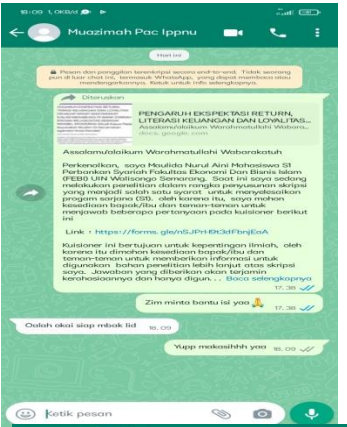 18:09 1,0KB/d
Muazimah Pac Ippnu
Hari ini
Pesan dan panggilan terenkripsi secara end-to-end. Tidak seorang
pun di luar chat ini, termasuk WhatsApp, yang dapat membaca atau
mendengarkannya. Ketuk untuk info selengkapnya.
Diteruskan
PENGARUH EKSPEKTASI RETURN,
LITERASI KEUANGAN DAN LOYALITAS...
Assalamu'alaikum Warahmatullahi Wabara...
docs.google.com
Assalamu'alaikum Warahmatullahi Wabarakatuh
Perkenalkan, saya Maulida Nurul Aini Mahasiswa S1
Perbankan Syariah Fakultas Ekonomi Dan Bisnis Islam
(FEBI) UIN Walisongo Semarang. Saat ini saya sedang
melakukan penelitian dalam rangka penyusunan skripsi
yang menjadi salah satu syarat untuk menyelesaikan
progam sarjana (S1). oleh karena itu, saya mohon
kesediaan bapak/ibu dan teman-teman untuk
menjawab beberapa pertanyaan pada kuisioner berikut
ini
Link : https://forms.gle/nSJPrH9t3dFbnjEoA
Kuisioner ini bertujuan untuk kepentingan ilmiah, oleh
karena itu dimohon kesediaan bapak/ibu dan
teman-teman untuk memberikan informasi untuk
digunakan bahan penelitian lebih lanjut atas skripsi
saya. Jawaban yang diberikan akan terjamin
kerahasiaannya dan hanya digun... Baca selengkapnya
17.38
Zim minta bantu isi yaa 🙏 17.38
Oalah okai siap mbak lid 18.09
Yupp makasihhh yaa 18.09
Ketik pesan